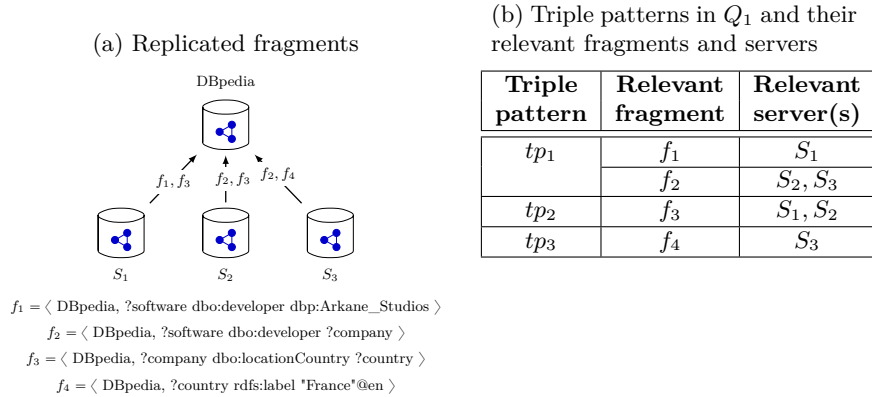 (a) Replicated fragments
DBpedia
f₁, f₃
f₂, f₃
f₂, f₄
S₁
S₂
S₃
f₁ = ⟨ DBpedia, ?software dbo:developer dbp:Arkane_Studios ⟩
f₂ = ⟨ DBpedia, ?software dbo:developer ?company ⟩
f₃ = ⟨ DBpedia, ?company dbo:locationCountry ?country ⟩
f₄ = ⟨ DBpedia, ?country rdfs:label "France"@en ⟩
(b) Triple patterns in Q₁ and their
relevant fragments and servers
Triple Relevant Relevant
pattern fragment server(s)
tp₁ f₁ S₁
f₂ S₂, S₃
tp₂ f₃ S₁, S₂
tp₃ f₄ S₃